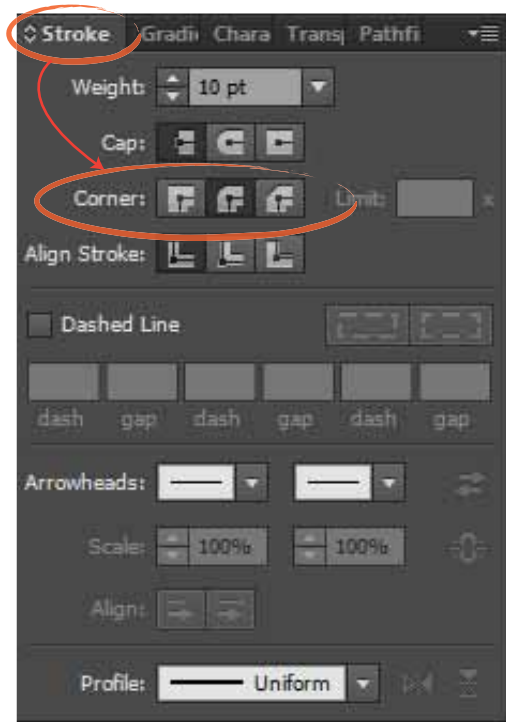 Stroke Gradi Chara Trans Pathfi
Weight: 10 pt
Cap:
Corner: Limit: x
Align Stroke:
Dashed Line
dash gap dash gap dash gap
Arrowheads:
Scale: 100% 100%
Align:
Profile: Uniform